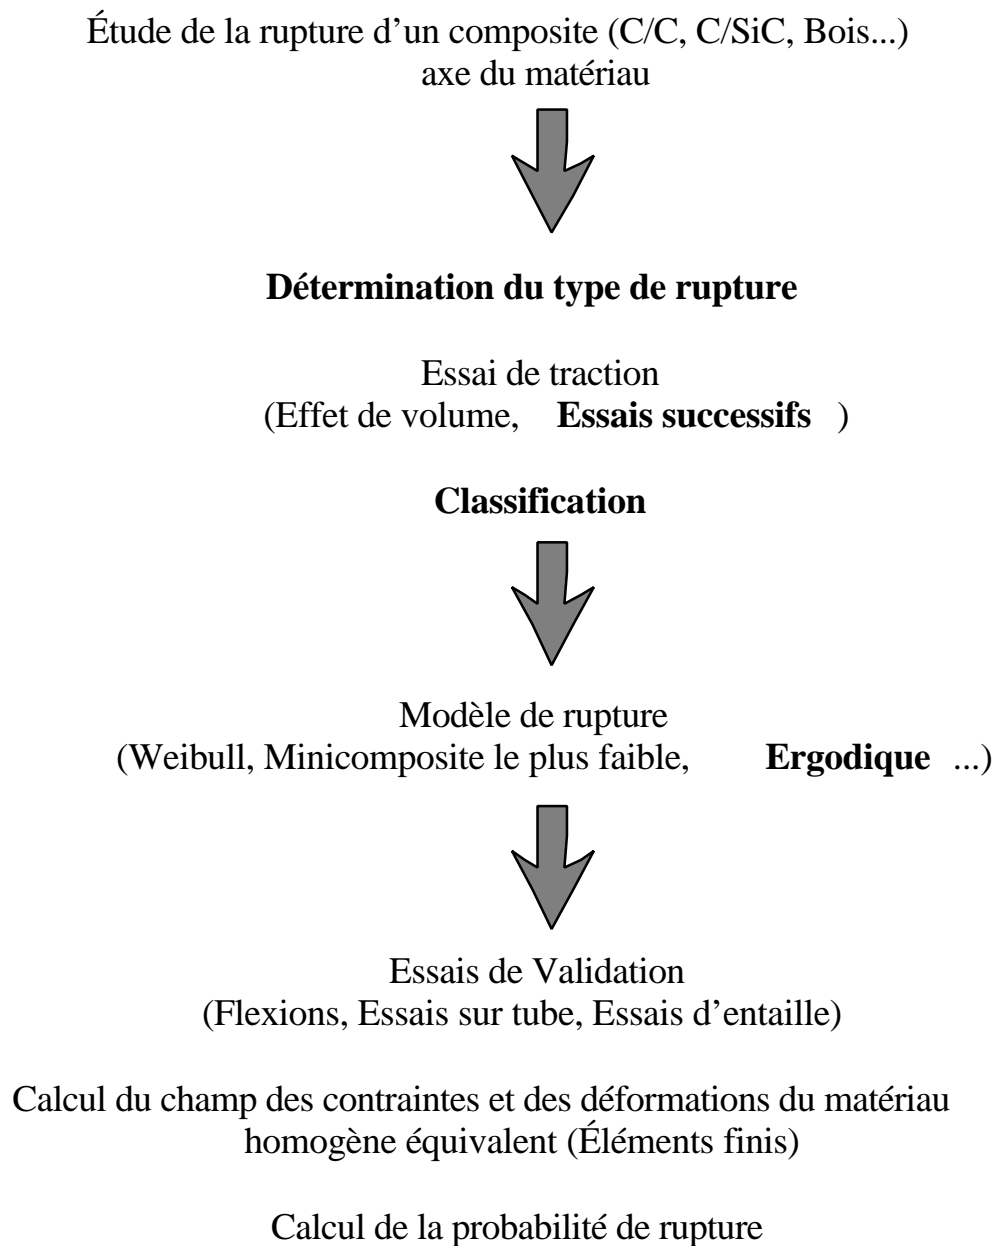 Étude de la rupture d’un composite (C/C, C/SiC, Bois...)
axe du matériau
Détermination du type de rupture
Essai de traction
(Effet de volume, Essais successifs )
Classification
Modèle de rupture
(Weibull, Minicomposite le plus faible, Ergodique ...)
Essais de Validation
(Flexions, Essais sur tube, Essais d’entaille)
Calcul du champ des contraintes et des déformations du matériau
homogène équivalent (Éléments finis)
Calcul de la probabilité de rupture